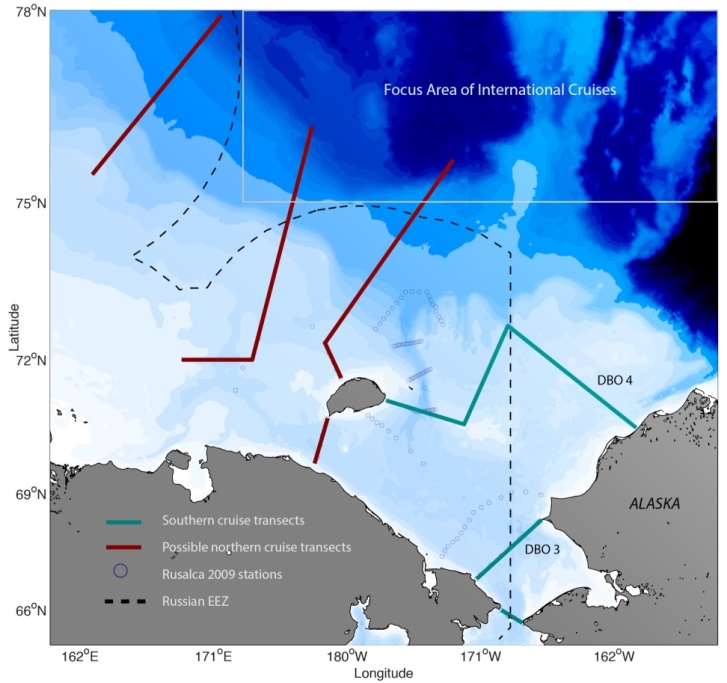 78°N
Focus Area of International Cruises
75°N
Latitude
72°N
DBO 4
69°N
ALASKA
Southern cruise transects
Possible northern cruise transects
DBO 3
Rusalca 2009 stations
Russian EEZ
66°N
162°E
171°E
180°W
171°W
162°W
Longitude